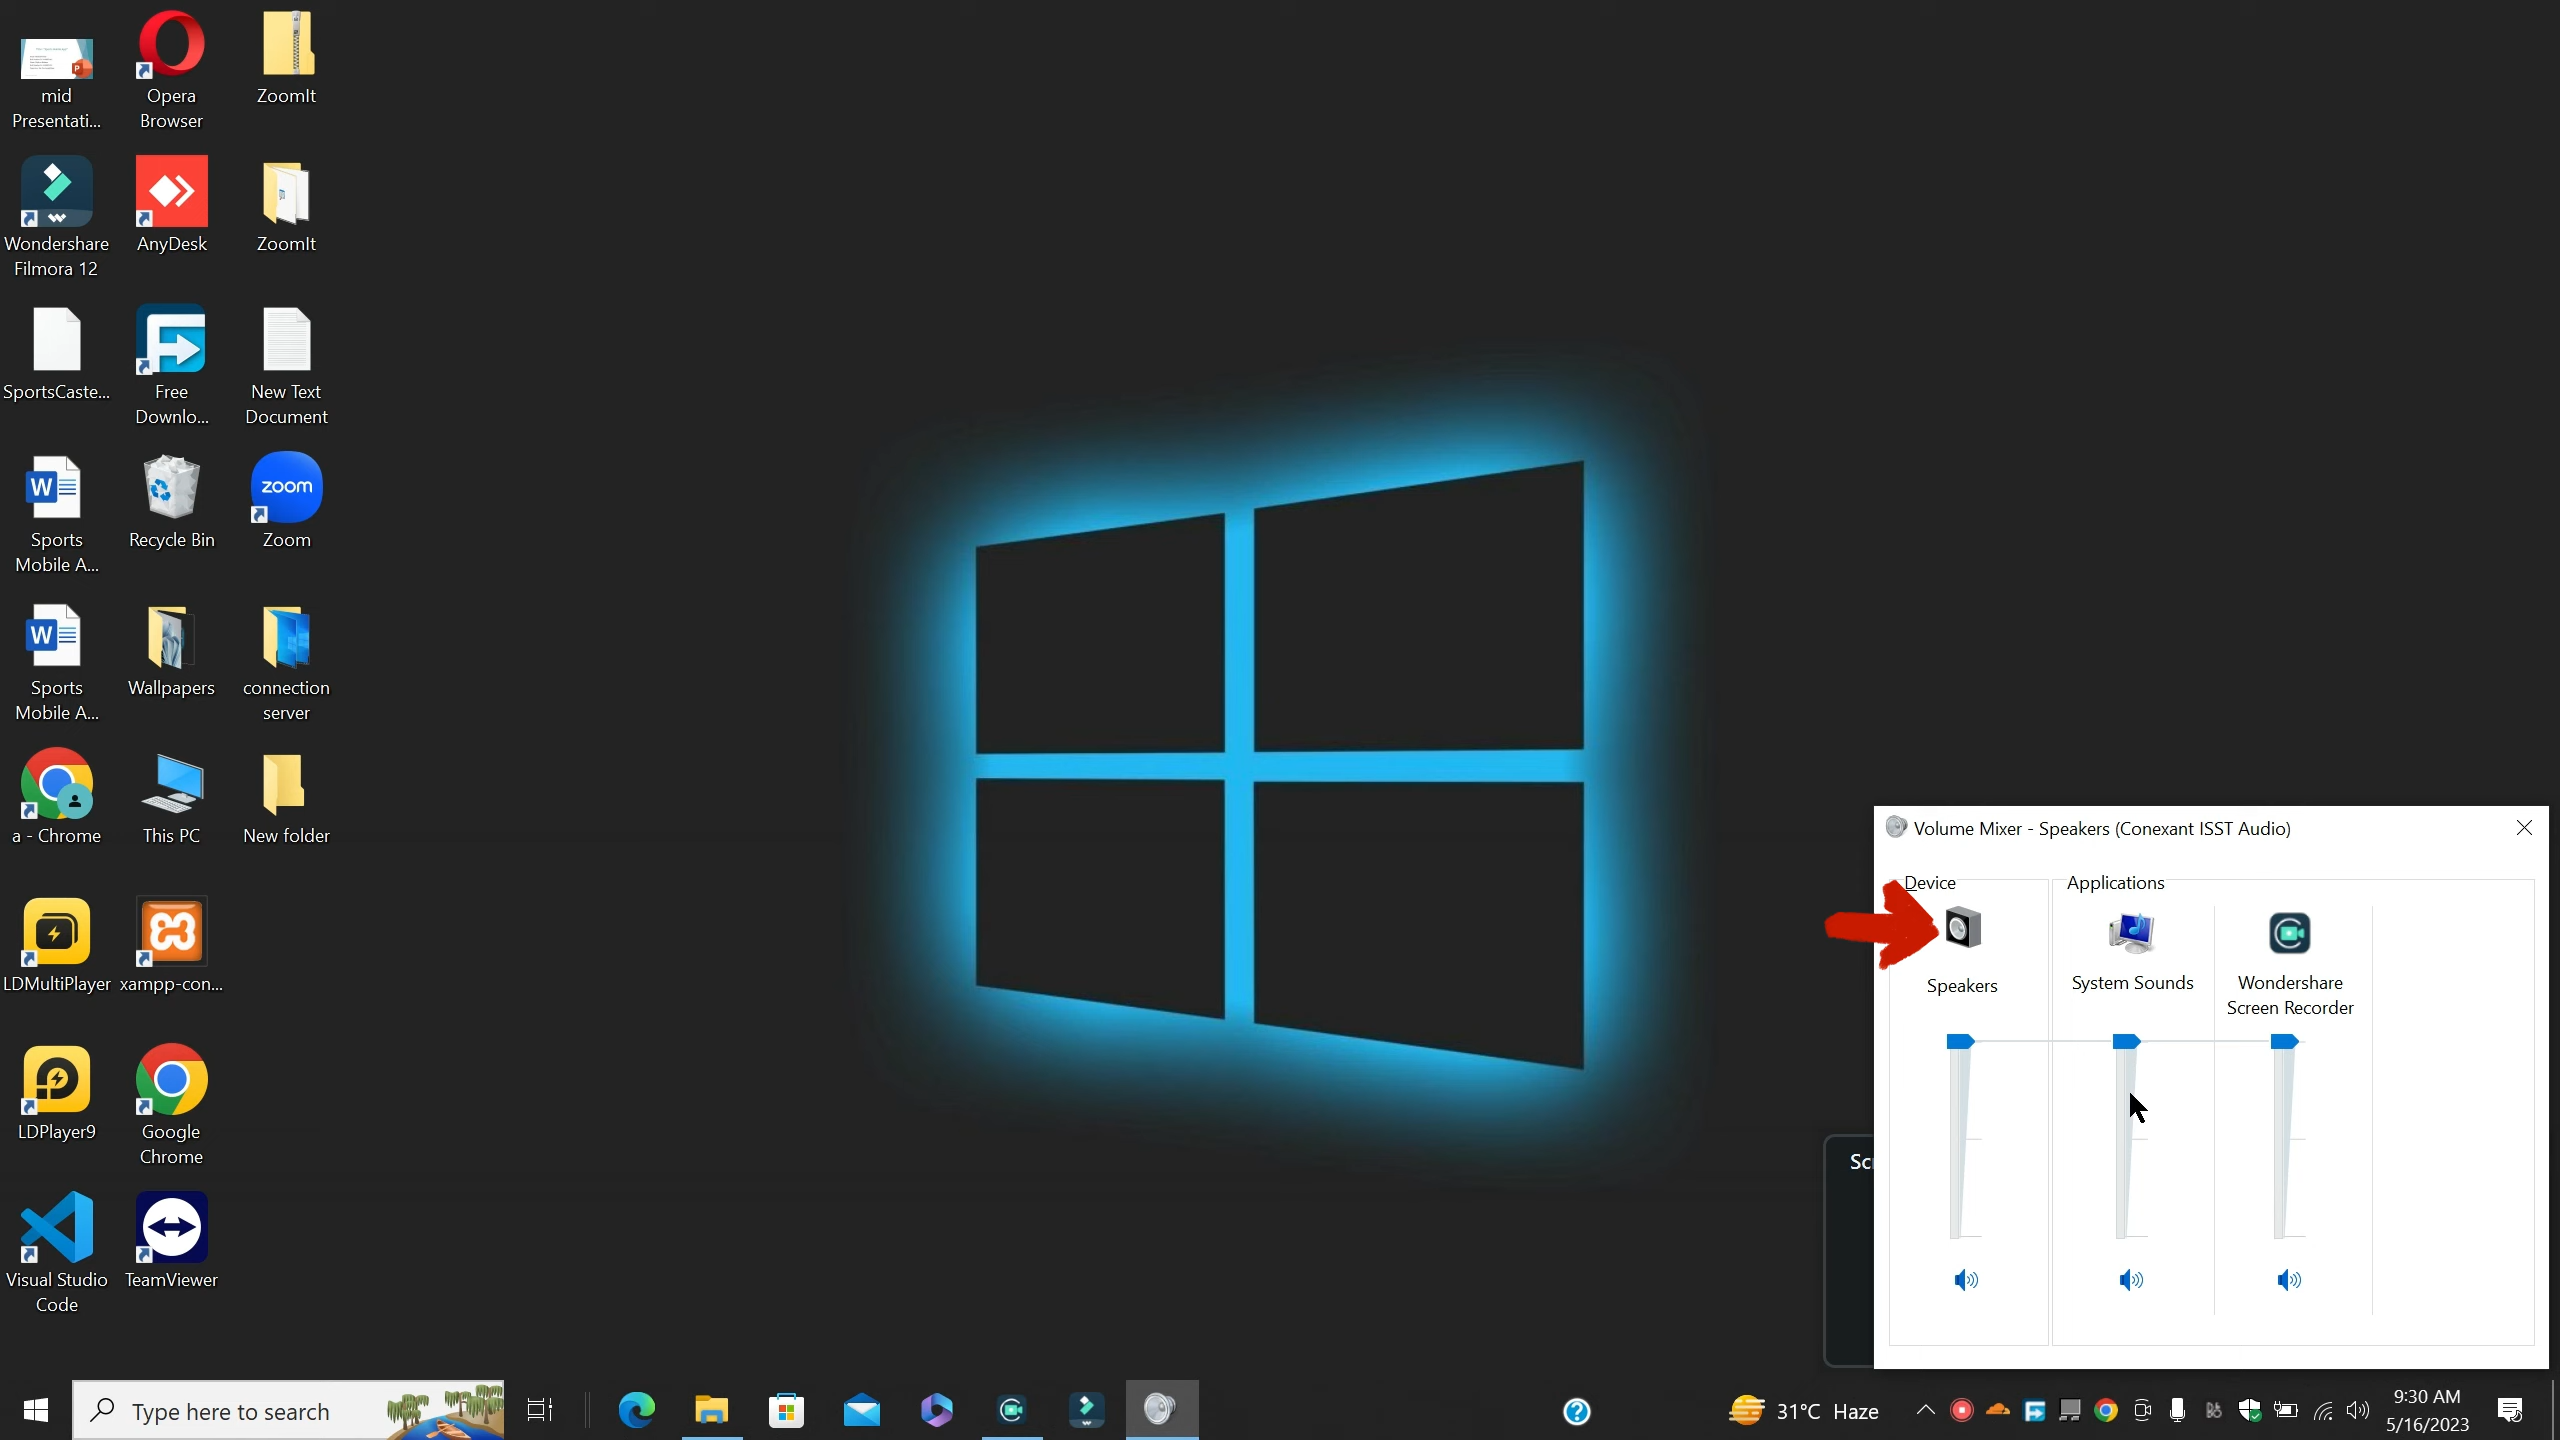 mid
Presentati...
Opera
Browser
ZoomIt
Wondershare
Filmora 12
AnyDesk
ZoomIt
SportsCaste...
Free
Downlo...
New Text
Document
Sports
Mobile A...
Recycle Bin
zoom
Zoom
Sports
Mobile A...
Wallpapers
connection
server
a - Chrome
This PC
New folder
LDMultiPlayer
xampp-con...
LDPlayer9
Google
Chrome
Visual Studio
Code
TeamViewer
Volume Mixer - Speakers (Conexant ISST Audio)
Device
Applications
Speakers
System Sounds
Wondershare
Screen Recorder
Type here to search
31°C Haze
9:30 AM
5/16/2023